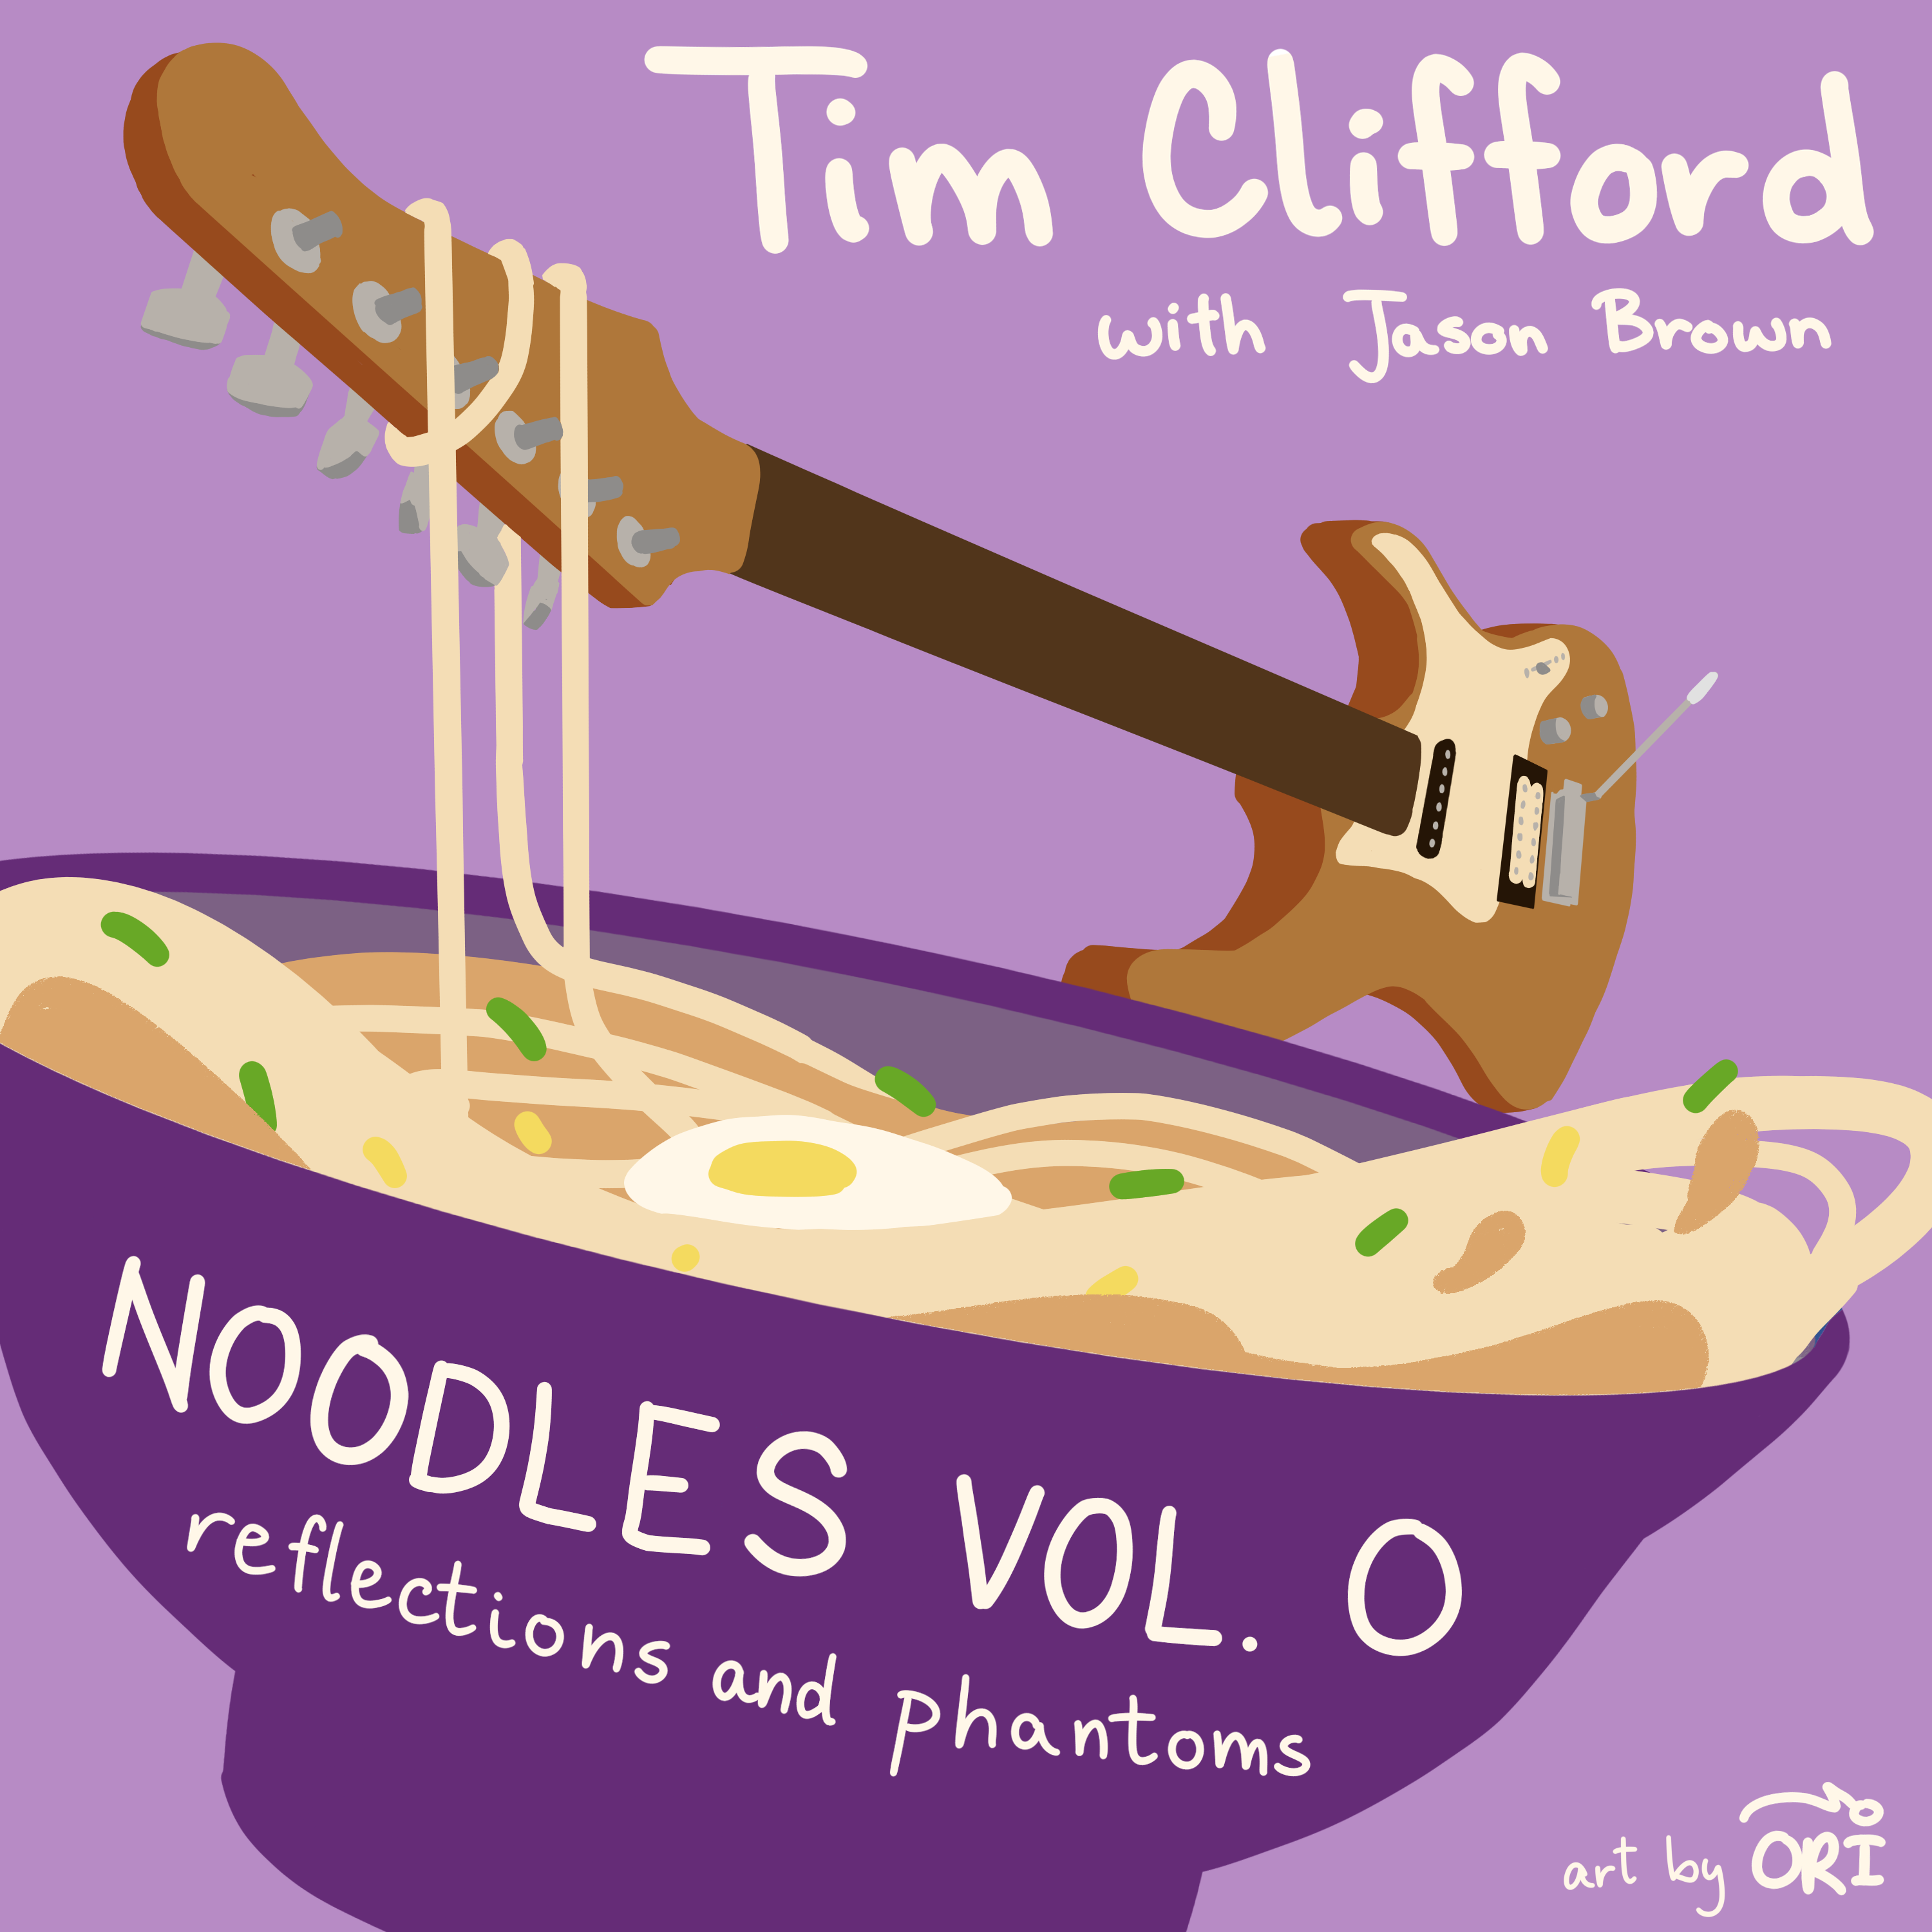 Tim Clifford
with Jason Brown
NOODLES VOL. 0
reflections and phantoms
art by ORI